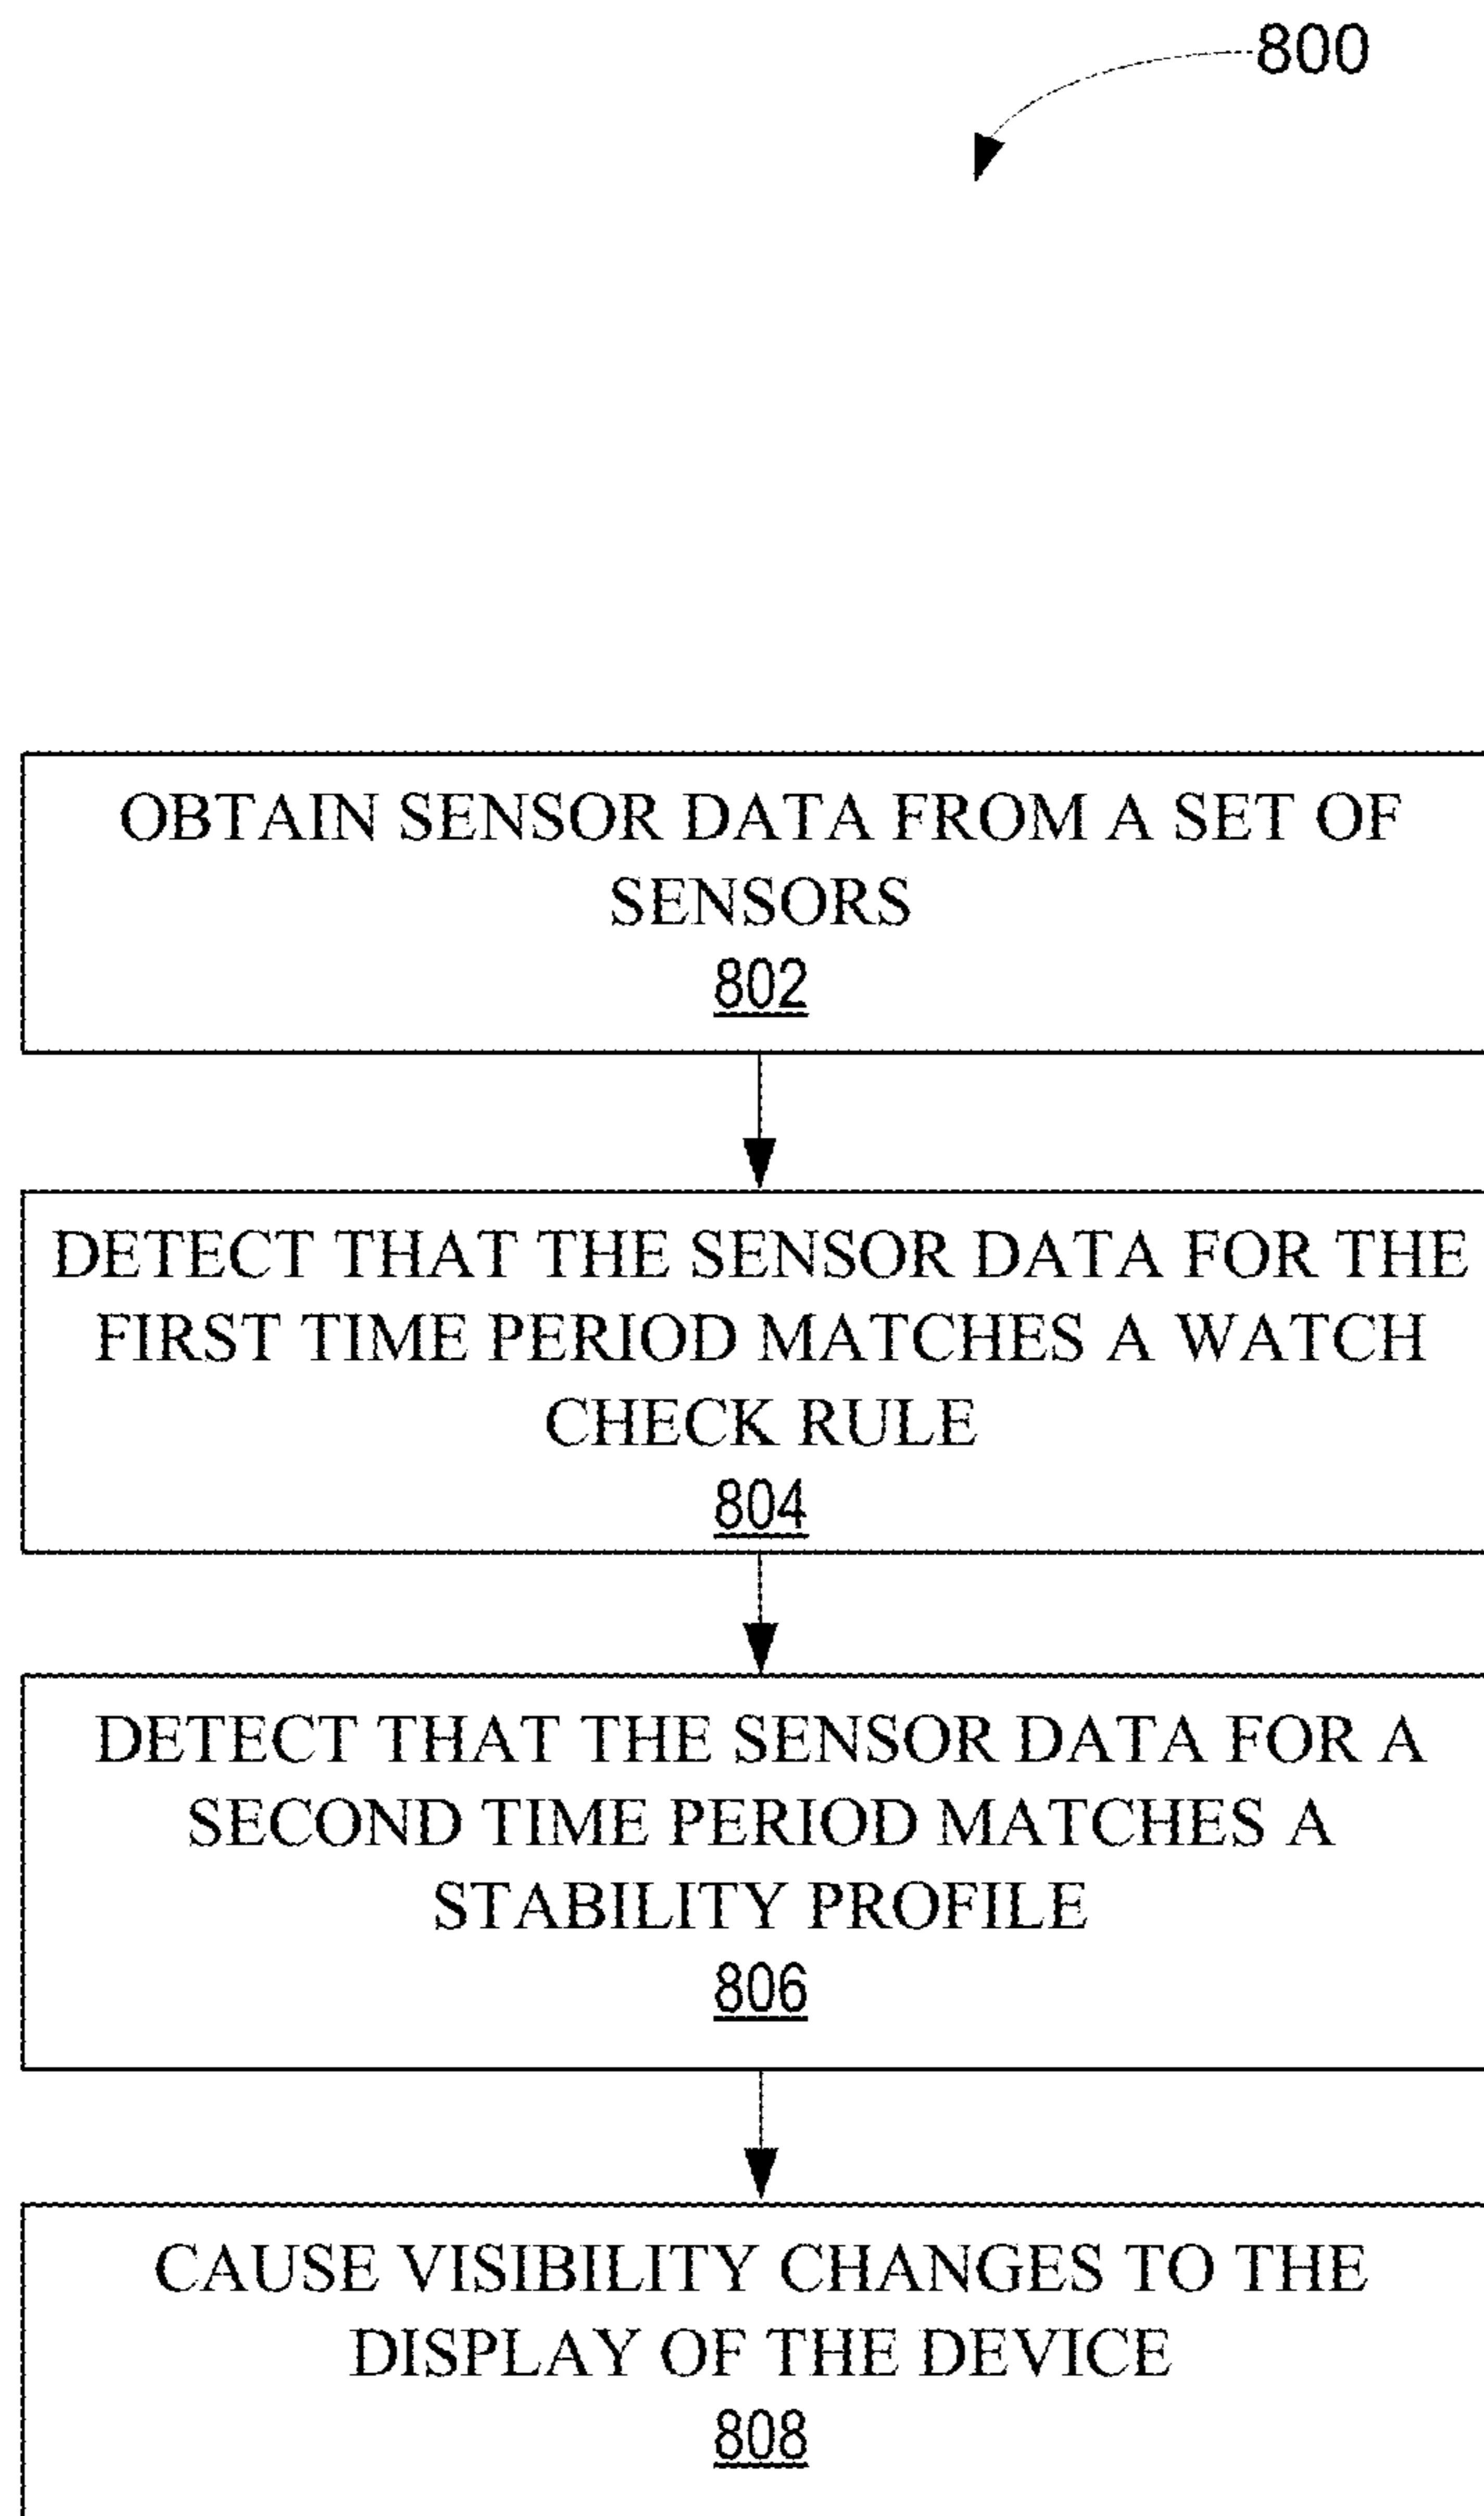 800
OBTAIN SENSOR DATA FROM A SET OF
SENSORS
802
DETECT THAT THE SENSOR DATA FOR THE
FIRST TIME PERIOD MATCHES A WATCH
CHECK RULE
804
DETECT THAT THE SENSOR DATA FOR A
SECOND TIME PERIOD MATCHES A
STABILITY PROFILE
806
CAUSE VISIBILITY CHANGES TO THE
DISPLAY OF THE DEVICE
808